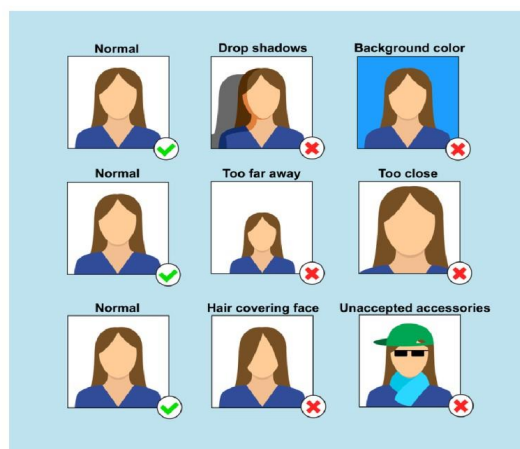 Normal
Drop shadows
Background color
Normal
Too far away
Too close
Normal
Hair covering face
Unaccepted accessories